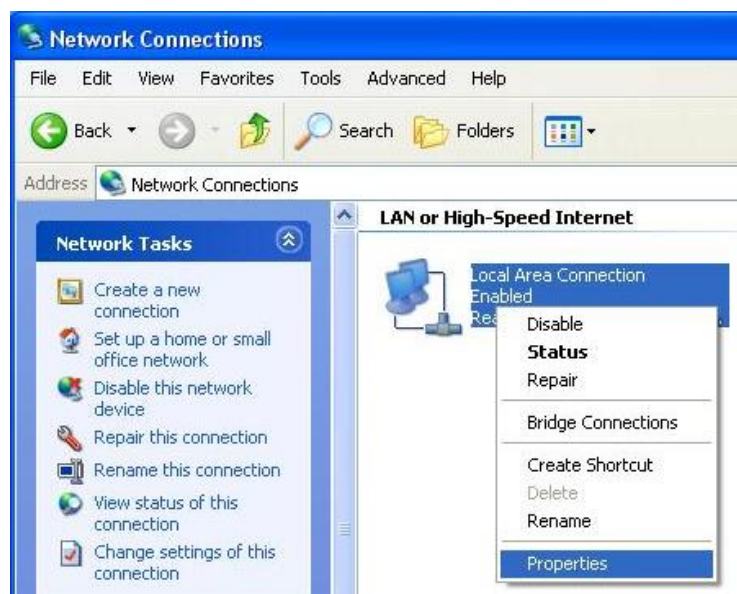 Network Connections
File Edit View Favorites Tools Advanced Help
Back Search Folders
Address Network Connections
Network Tasks
Create a new
connection
Set up a home or small
office network
Disable this network
device
Repair this connection
Rename this connection
View status of this
connection
Change settings of this
connection
LAN or High-Speed Internet
Local Area Connection
Enabled
Disable
Status
Repair
Bridge Connections
Create Shortcut
Delete
Rename
Properties